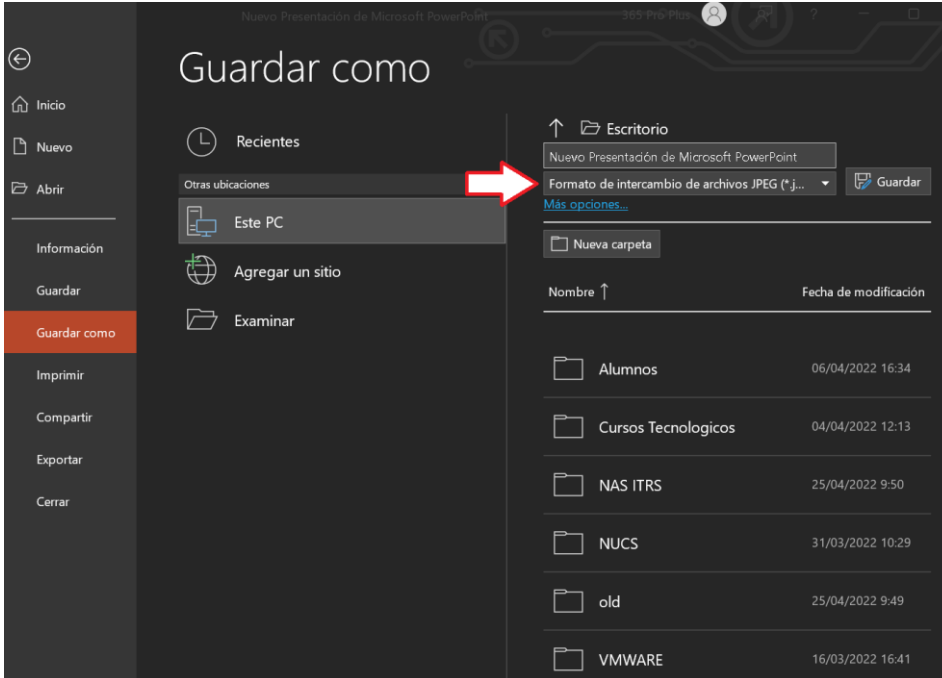 Nuevo Presentación de Microsoft PowerPoint
365 Pro Plus
?
Guardar como
Inicio
Nuevo
Abrir
Información
Guardar
Guardar como
Imprimir
Compartir
Exportar
Cerrar
Recientes
Otras ubicaciones
Este PC
Agregar un sitio
Examinar
Escritorio
Nuevo Presentación de Microsoft PowerPoint
Formato de intercambio de archivos JPEG (*.j...
Guardar
Más opciones...
Nueva carpeta
Nombre ↑ Fecha de modificación
Alumnos 06/04/2022 16:34
Cursos Tecnologicos 04/04/2022 12:13
NAS ITRS 25/04/2022 9:50
NUCS 31/03/2022 10:29
old 25/04/2022 9:49
VMWARE 16/03/2022 16:41